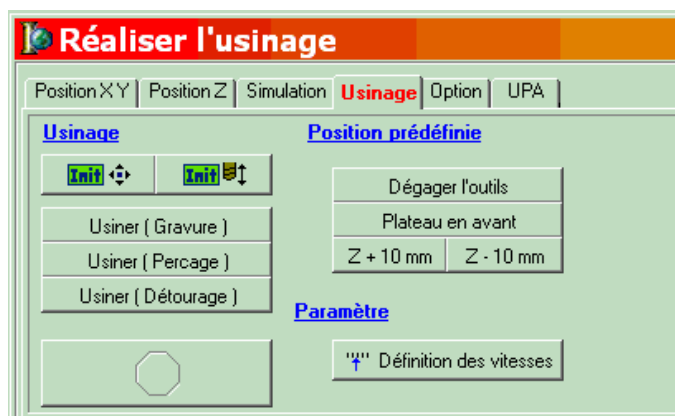 Réaliser l'usinage
Position X Y Position Z Simulation Usinage Option UPA
Usinage
Init Init
Usiner ( Gravure )
Usiner ( Percage )
Usiner ( Détourage )
Position prédéfinie
Dégager l'outils
Plateau en avant
Z + 10 mm Z - 10 mm
Paramètre
Définition des vitesses